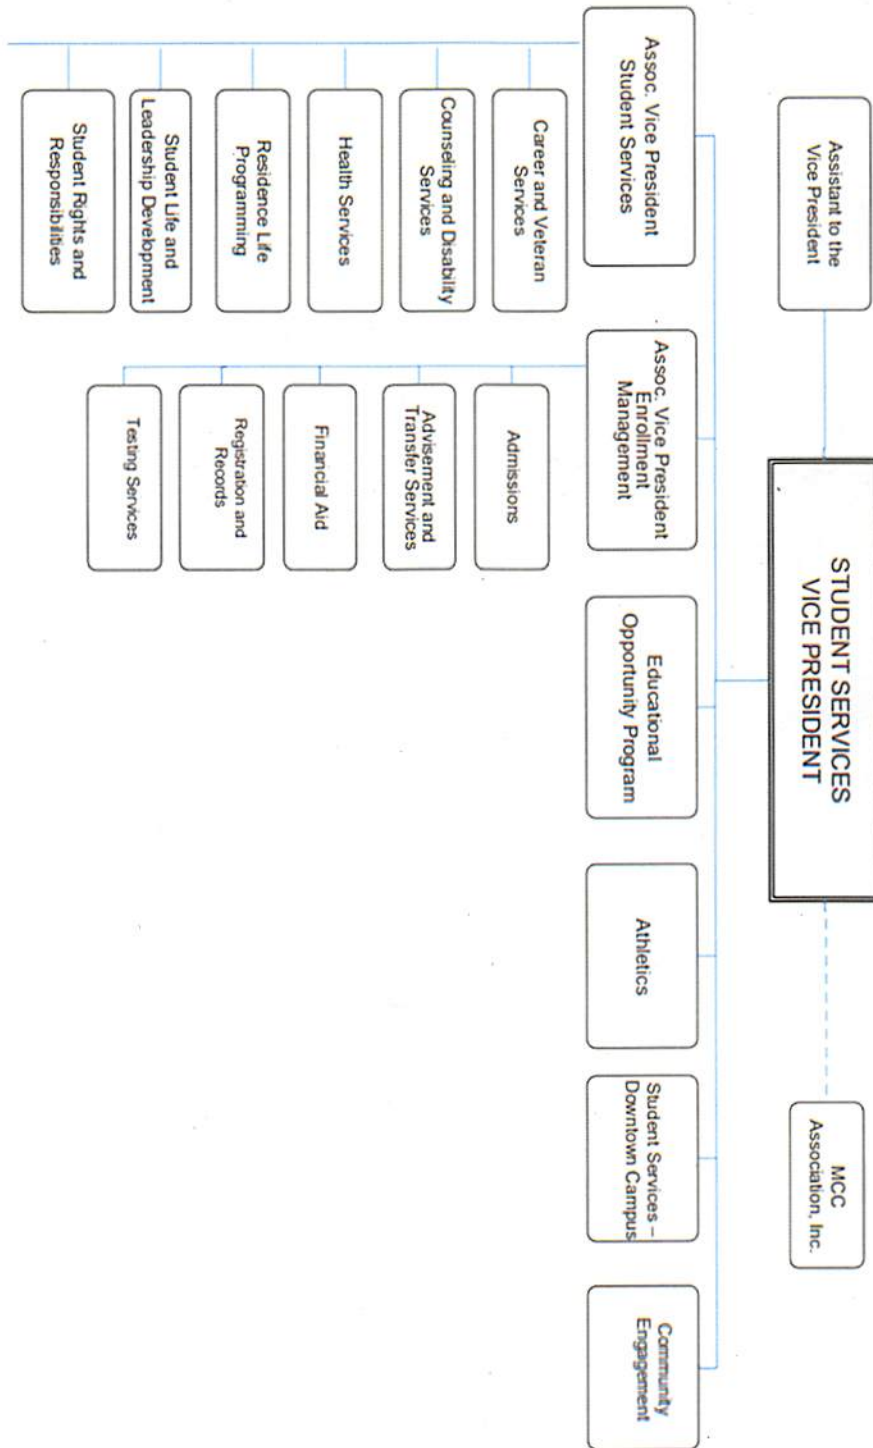 STUDENT SERVICES
VICE PRESIDENT
Assistant to the
Vice President
MCC
Association, Inc.
Assoc. Vice President
Student Services
Assoc. Vice President
Enrollment
Management
Educational
Opportunity Program
Athletics
Student Services –
Downtown Campus
Community
Engagement
Career and Veteran
Services
Counseling and Disability
Services
Health Services
Residence Life
Programming
Student Life and
Leadership Development
Student Rights and
Responsibilities
Admissions
Advisement and
Transfer Services
Financial Aid
Registration and
Records
Testing Services